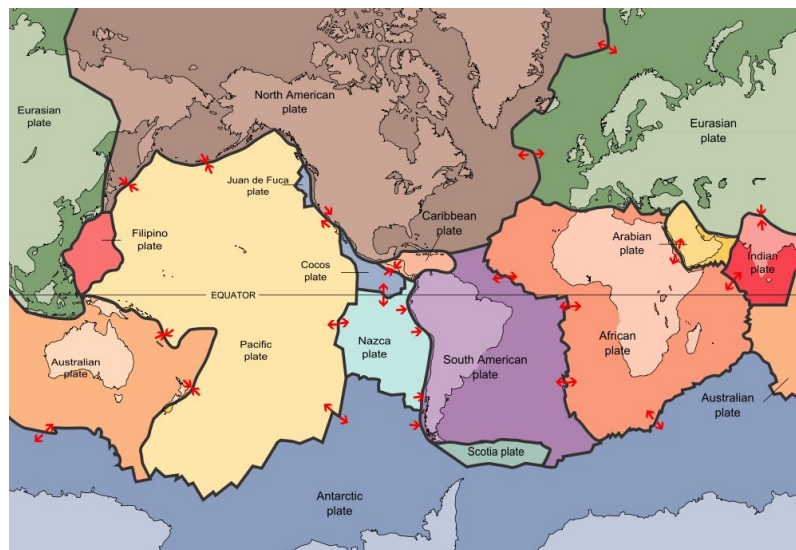 North American
plate
Eurasian
plate
Eurasian
plate
Juan de Fuca
plate
Caribbean
plate
Filipino
plate
Arabian
plate
Indian
plate
Cocos
plate
EQUATOR
Australian
plate
Pacific
plate
Nazca
plate
South American
plate
African
plate
Australian
plate
Scotia plate
Antarctic
plate